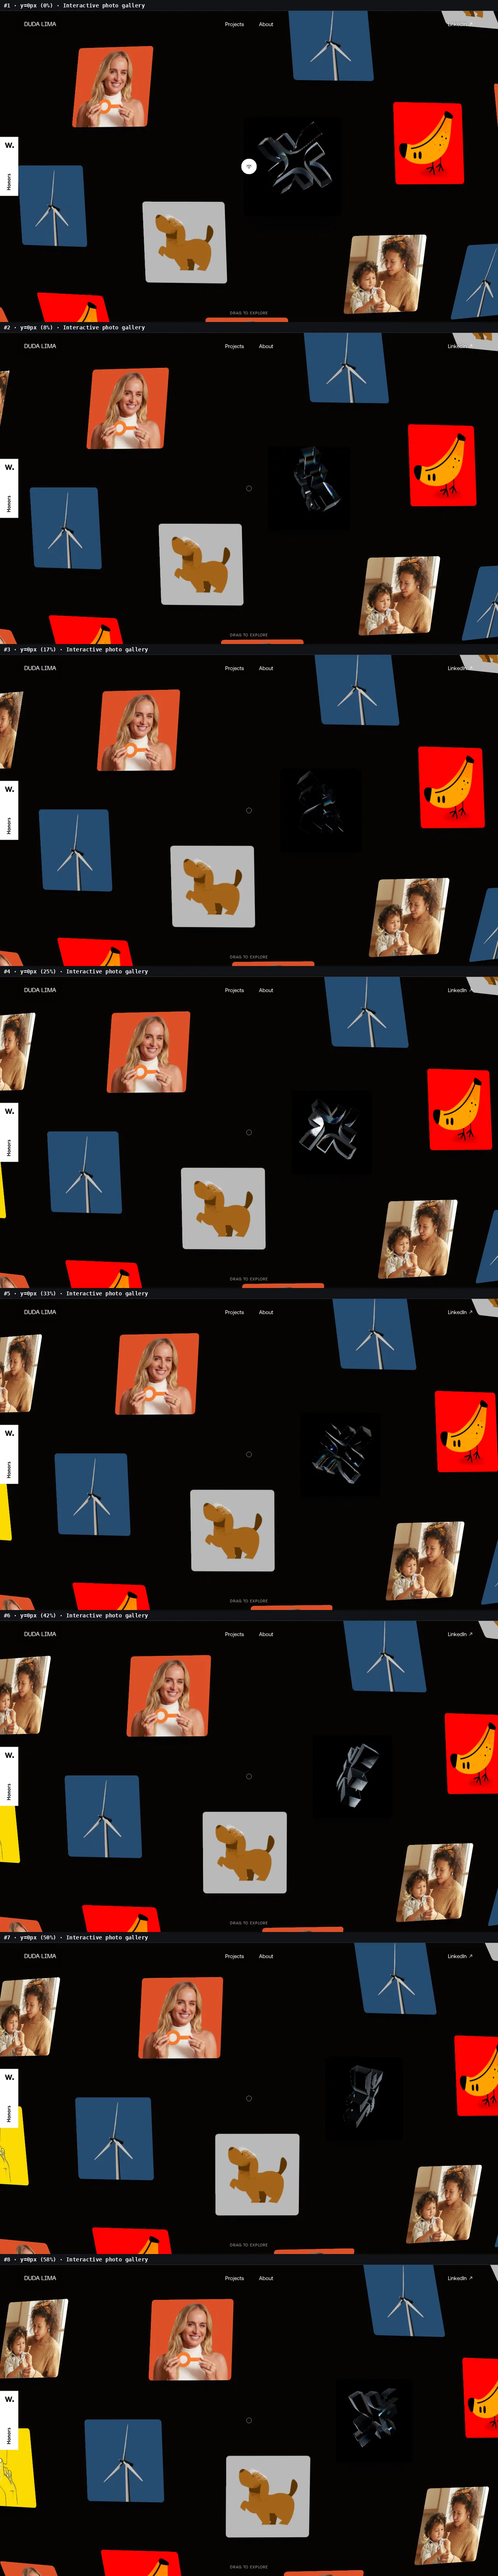 #1 · y=0px (0%) · Interactive photo gallery
DUDA LIMA
Projects
About
LinkedIn ↗
W.
Honors
DRAG TO EXPLORE
#2 · y=0px (8%) · Interactive photo gallery
DUDA LIMA
Projects
About
LinkedIn ↗
W.
Honors
DRAG TO EXPLORE
#3 · y=0px (17%) · Interactive photo gallery
DUDA LIMA
Projects
About
LinkedIn ↗
W.
Honors
DRAG TO EXPLORE
#4 · y=0px (25%) · Interactive photo gallery
DUDA LIMA
Projects
About
LinkedIn ↗
W.
Honors
DRAG TO EXPLORE
#5 · y=0px (33%) · Interactive photo gallery
DUDA LIMA
Projects
About
LinkedIn ↗
W.
Honors
DRAG TO EXPLORE
#6 · y=0px (42%) · Interactive photo gallery
DUDA LIMA
Projects
About
LinkedIn ↗
W.
Honors
DRAG TO EXPLORE
#7 · y=0px (50%) · Interactive photo gallery
DUDA LIMA
Projects
About
LinkedIn ↗
W.
Honors
DRAG TO EXPLORE
#8 · y=0px (58%) · Interactive photo gallery
DUDA LIMA
Projects
About
LinkedIn ↗
W.
Honors
DRAG TO EXPLORE